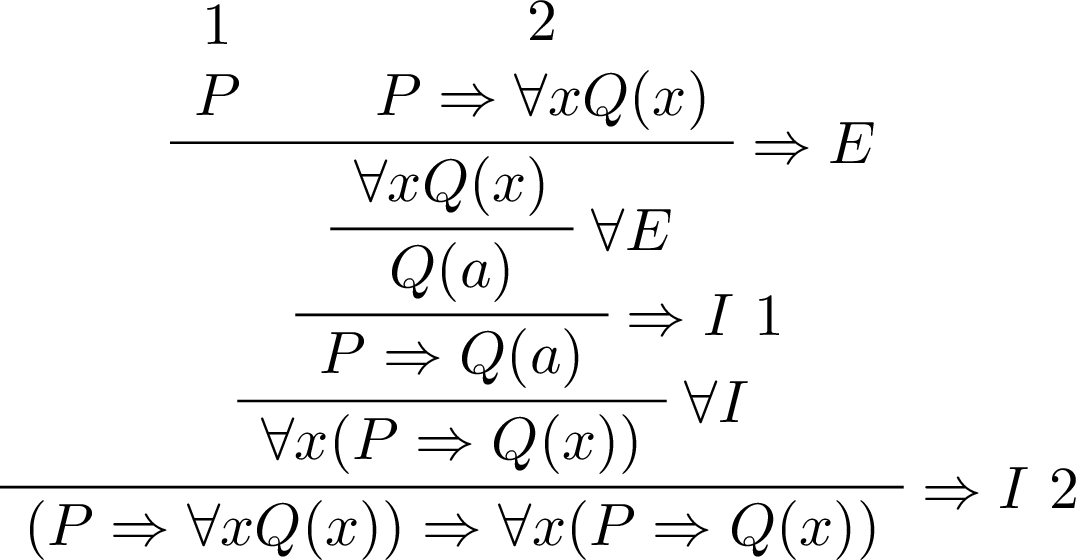 1 2
P P ⇒ ∀xQ(x)
⇒ E
∀xQ(x)
∀E
Q(a)
⇒ I 1
P ⇒ Q(a)
∀I
∀x(P ⇒ Q(x))
⇒ I 2
(P ⇒ ∀xQ(x)) ⇒ ∀x(P ⇒ Q(x))